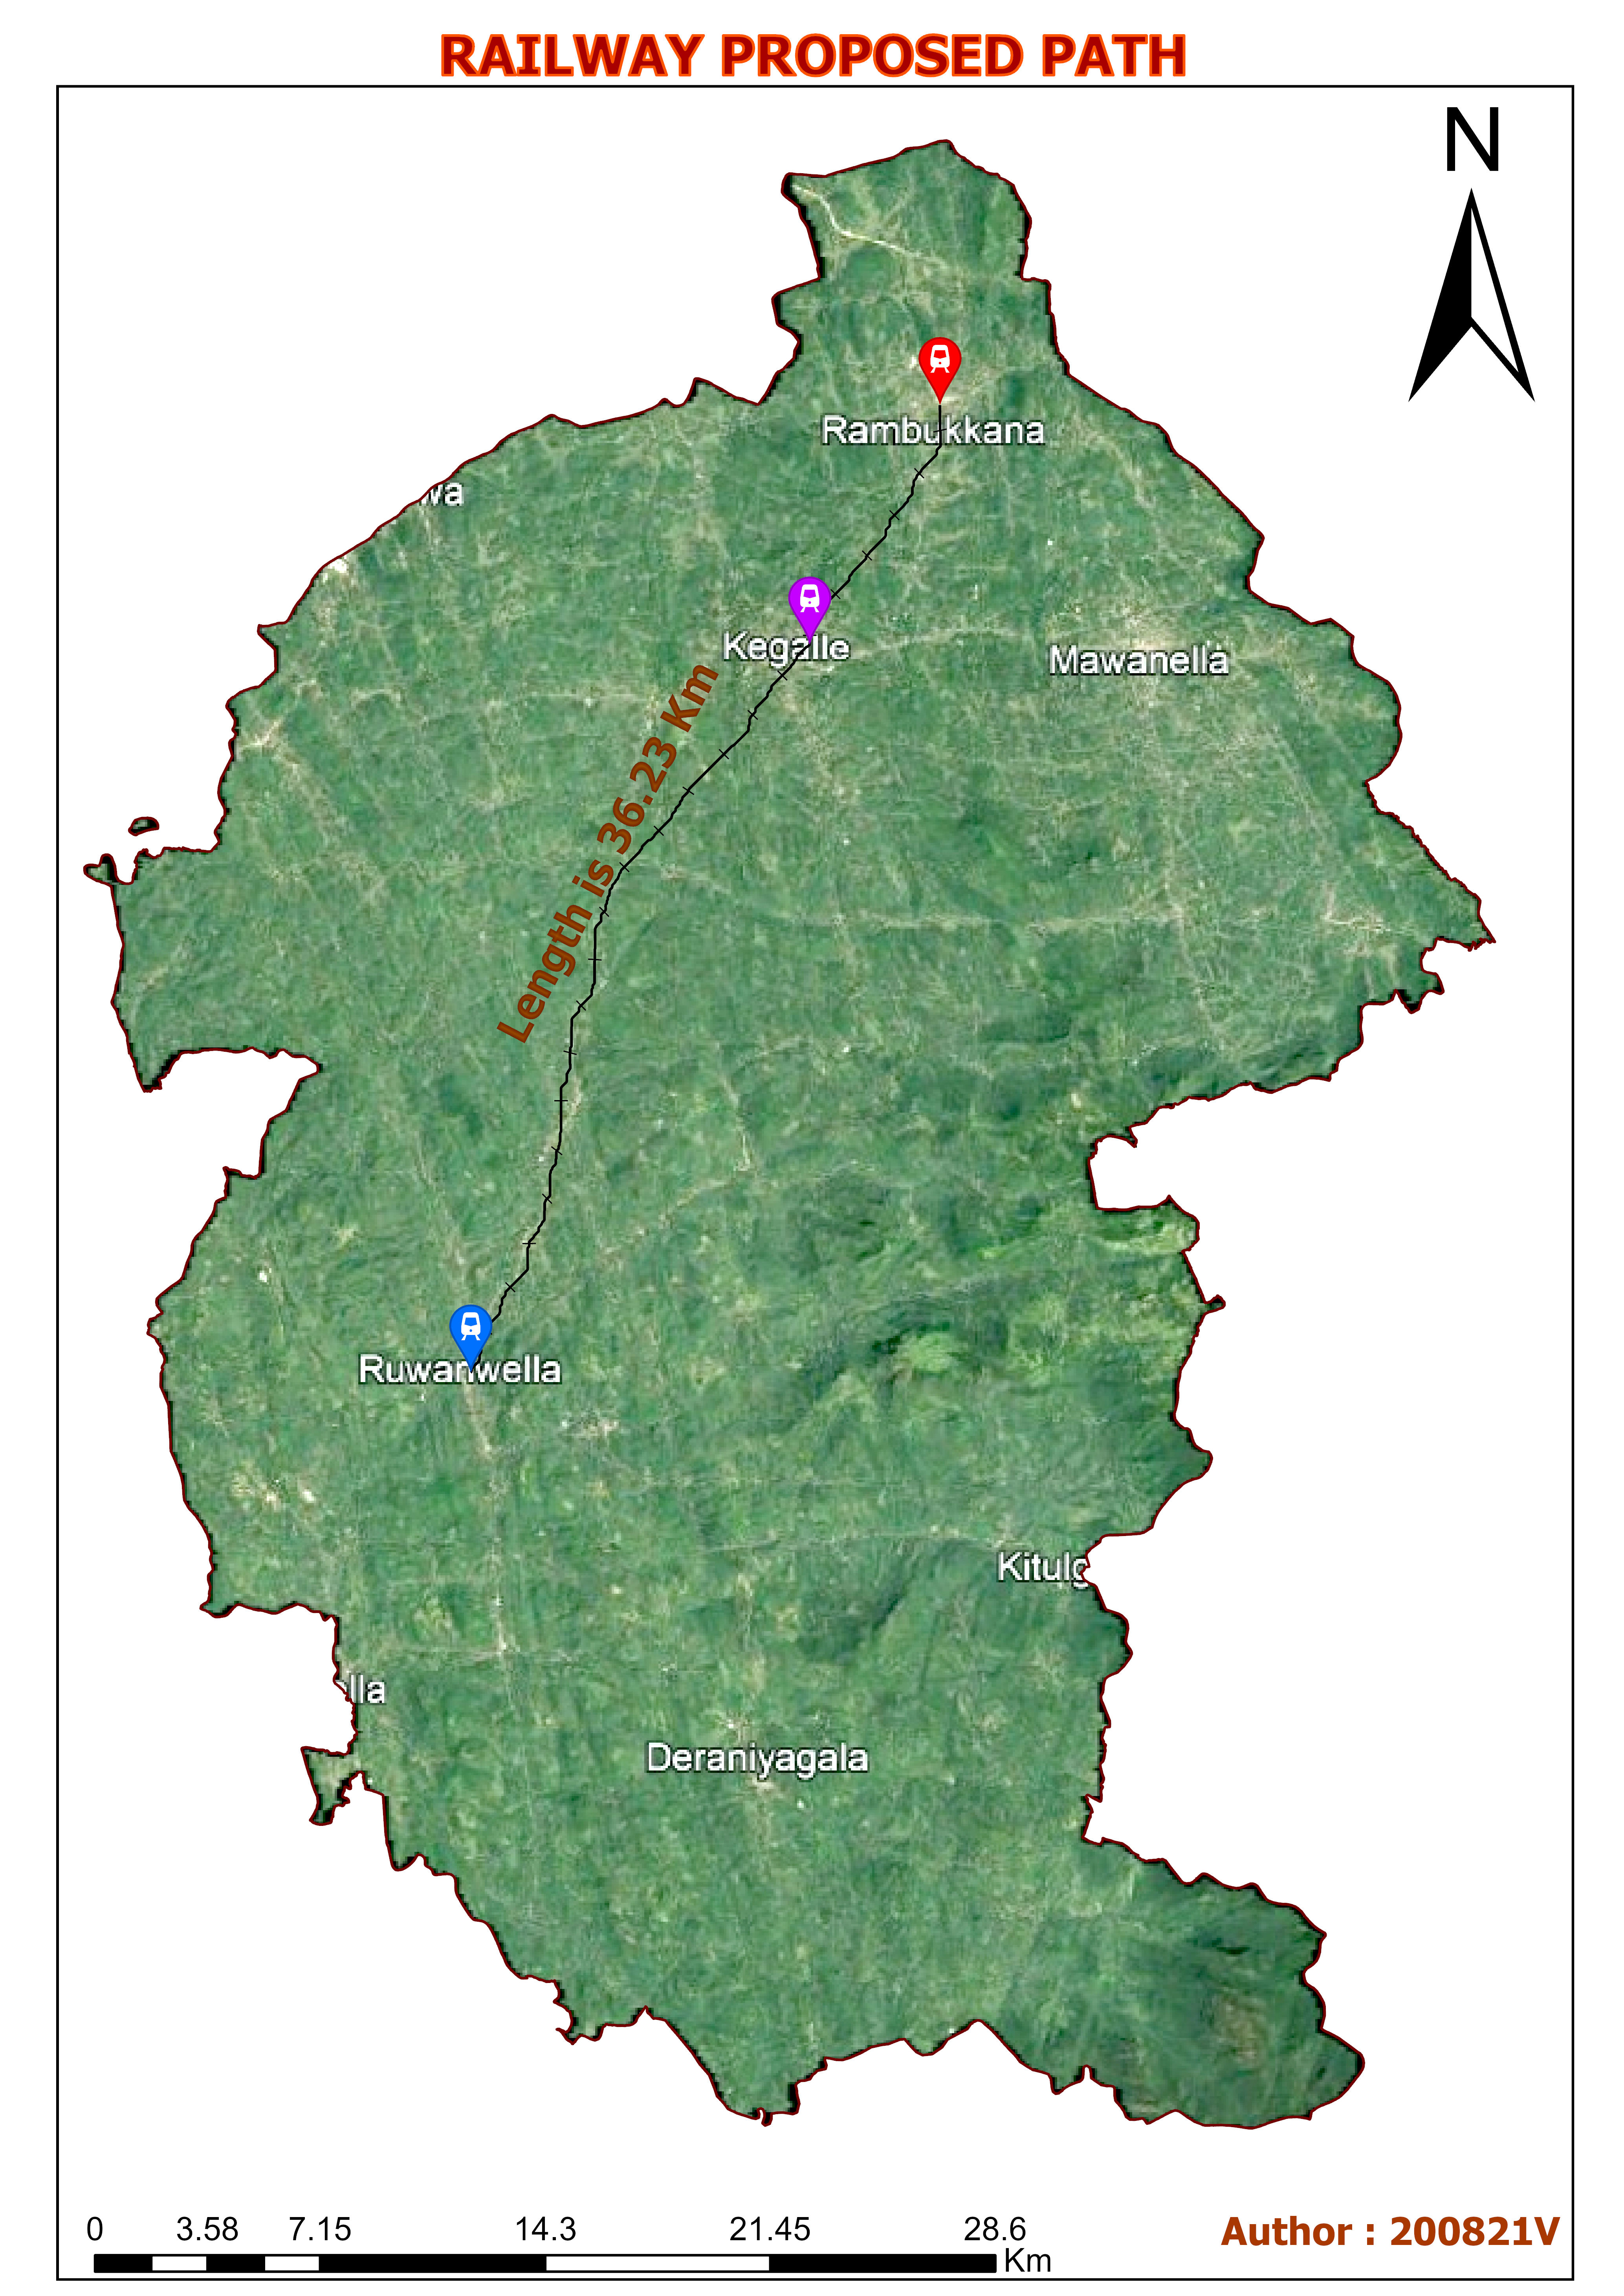 RAILWAY PROPOSED PATH
N
Rambukkana
wa
Kegalle
Mawanella
Length is 36.23 Km
Ruwanwella
Kitulg
lla
Deraniyagala
0 3.58 7.15 14.3 21.45 28.6
Km
Author : 200821V